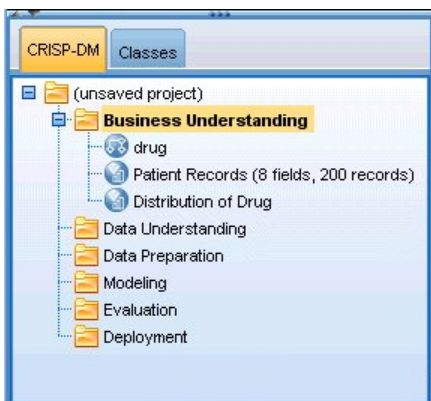 CRISP-DM Classes
(unsaved project)
Business Understanding
drug
Patient Records (8 fields, 200 records)
Distribution of Drug
Data Understanding
Data Preparation
Modeling
Evaluation
Deployment